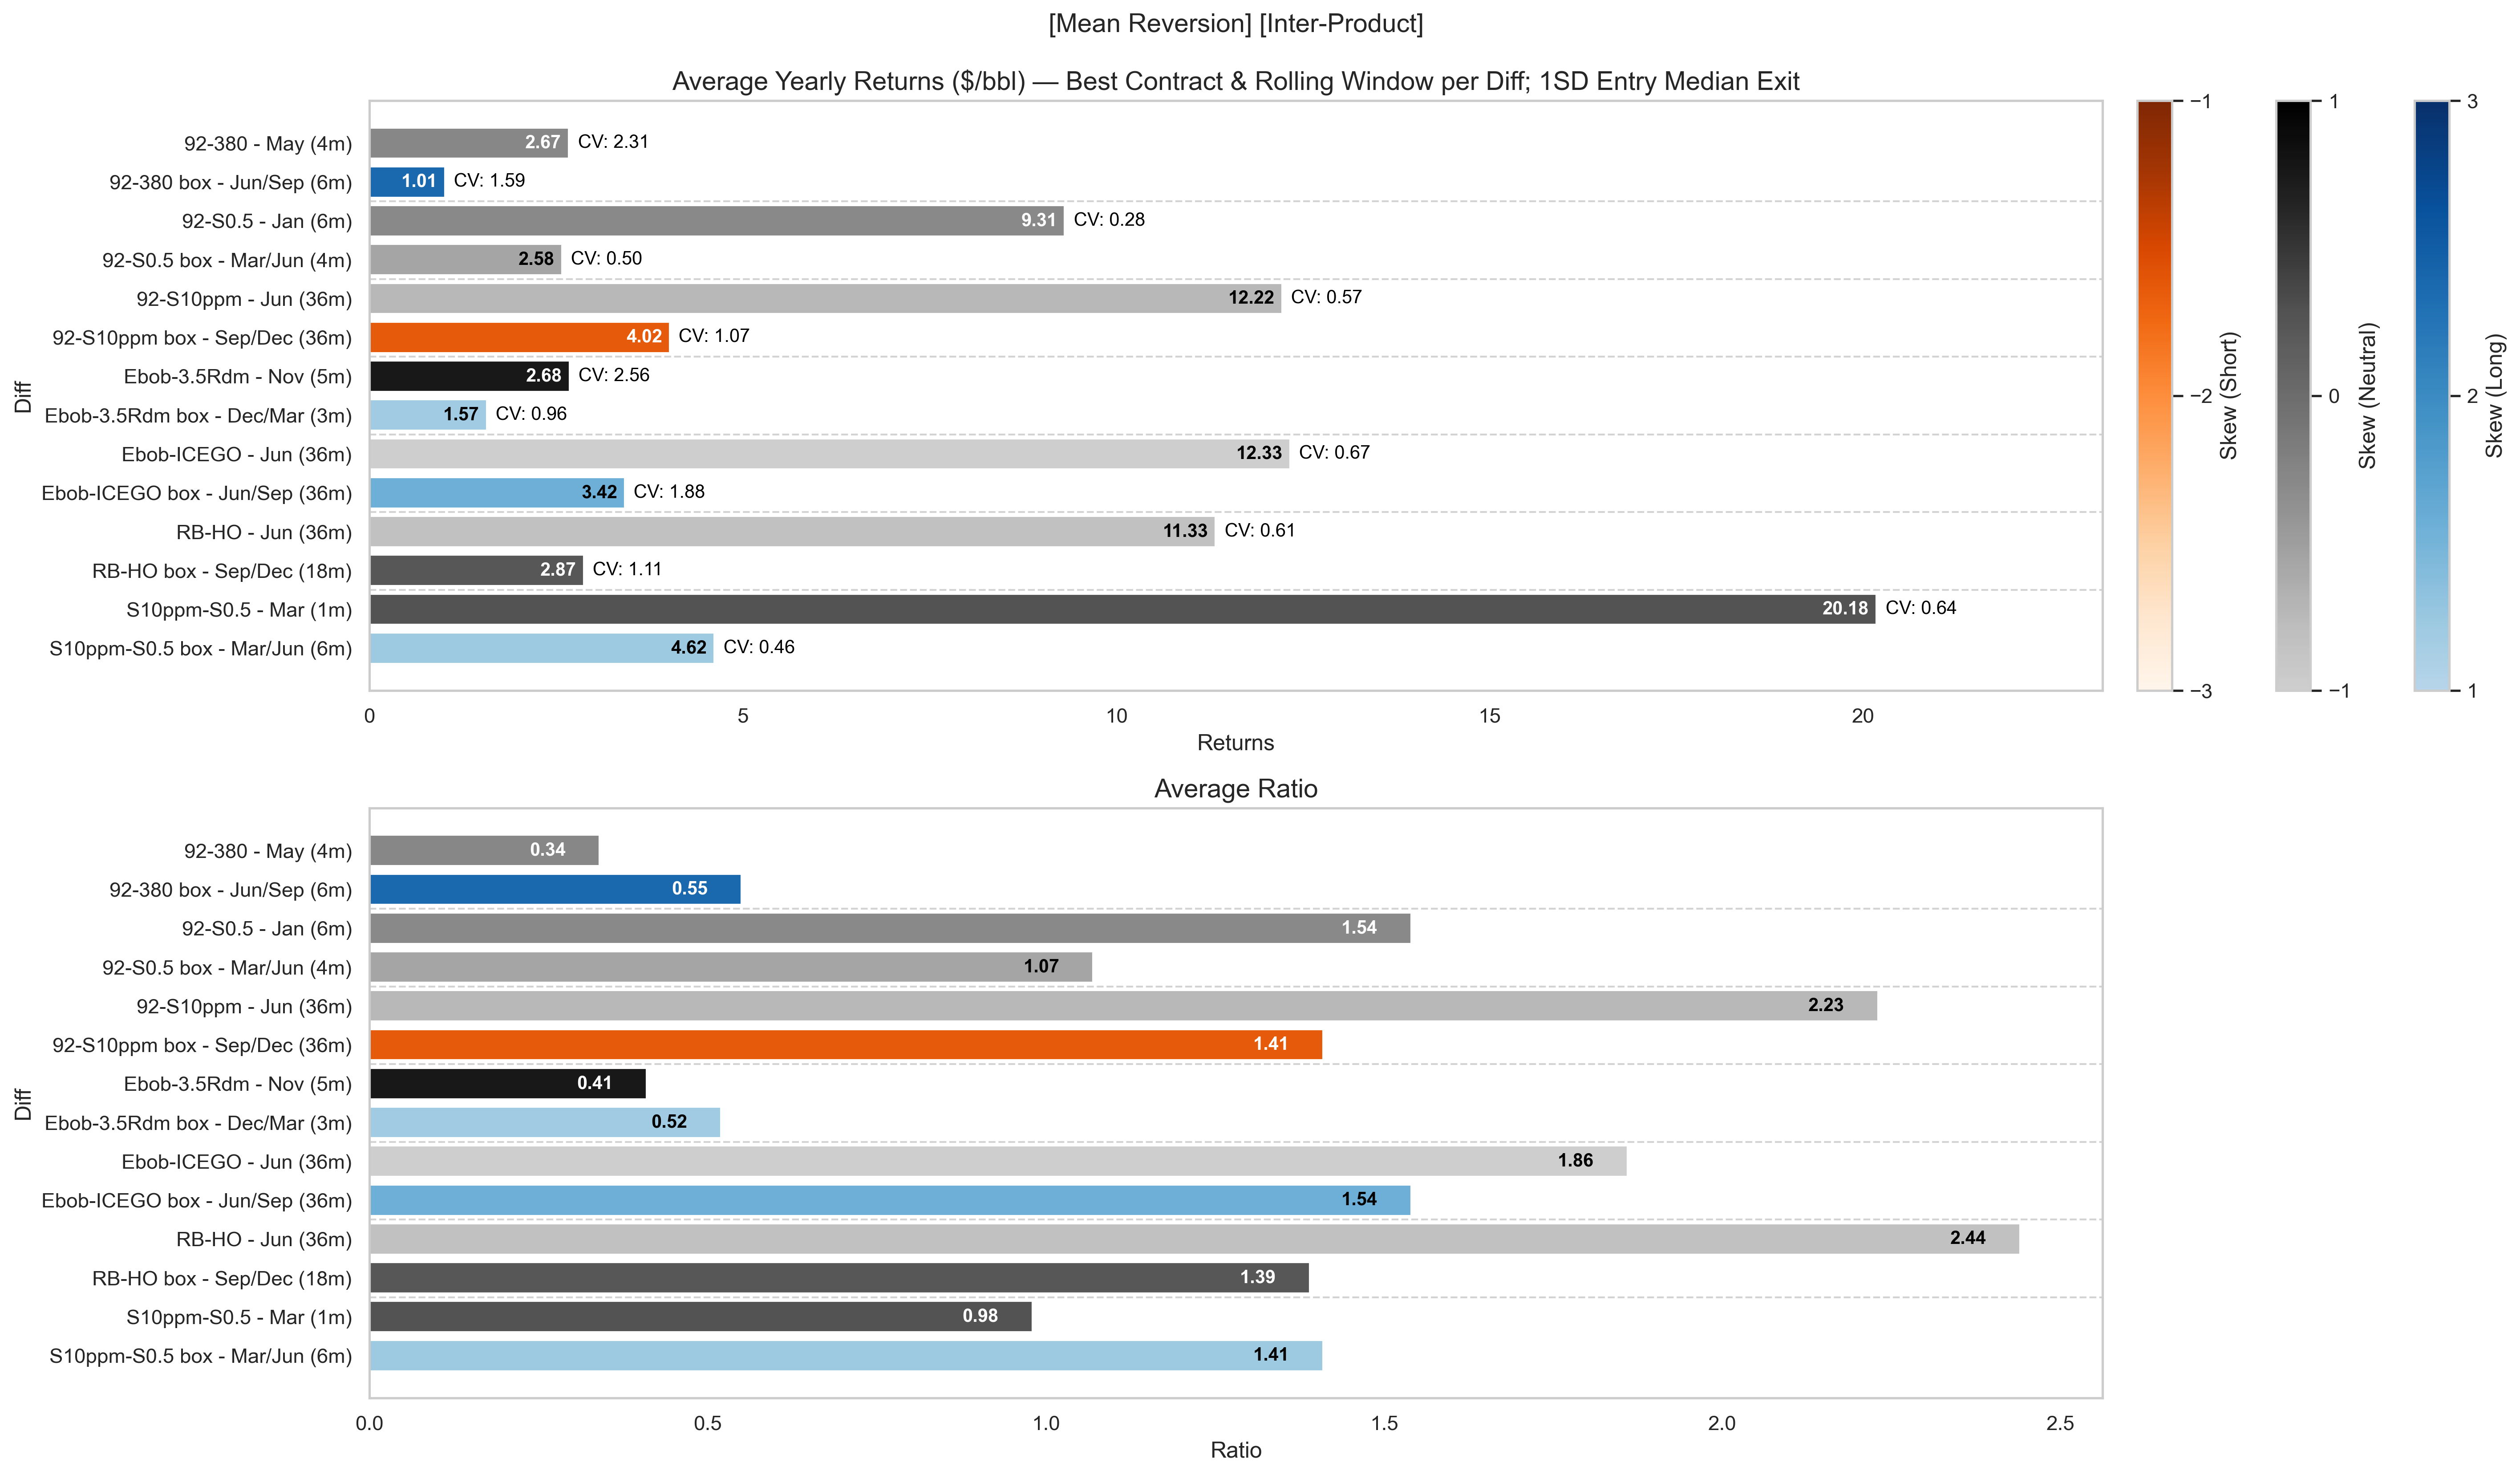 [Mean Reversion] [Inter-Product]
Average Yearly Returns ($/bbl) — Best Contract & Rolling Window per Diff; 1SD Entry Median Exit
Diff
92-380 - May (4m) 2.67 CV: 2.31
92-380 box - Jun/Sep (6m) 1.01 CV: 1.59
92-S0.5 - Jan (6m) 9.31 CV: 0.28
92-S0.5 box - Mar/Jun (4m) 2.58 CV: 0.50
92-S10ppm - Jun (36m) 12.22 CV: 0.57
92-S10ppm box - Sep/Dec (36m) 4.02 CV: 1.07
Ebob-3.5Rdm - Nov (5m) 2.68 CV: 2.56
Ebob-3.5Rdm box - Dec/Mar (3m) 1.57 CV: 0.96
Ebob-ICEGO - Jun (36m) 12.33 CV: 0.67
Ebob-ICEGO box - Jun/Sep (36m) 3.42 CV: 1.88
RB-HO - Jun (36m) 11.33 CV: 0.61
RB-HO box - Sep/Dec (18m) 2.87 CV: 1.11
S10ppm-S0.5 - Mar (1m) 20.18 CV: 0.64
S10ppm-S0.5 box - Mar/Jun (6m) 4.62 CV: 0.46
0 5 10 15 20
Returns
−1
−2
−3
Skew (Short)
1
0
−1
Skew (Neutral)
3
2
1
Skew (Long)
Average Ratio
Diff
92-380 - May (4m) 0.34
92-380 box - Jun/Sep (6m) 0.55
92-S0.5 - Jan (6m) 1.54
92-S0.5 box - Mar/Jun (4m) 1.07
92-S10ppm - Jun (36m) 2.23
92-S10ppm box - Sep/Dec (36m) 1.41
Ebob-3.5Rdm - Nov (5m) 0.41
Ebob-3.5Rdm box - Dec/Mar (3m) 0.52
Ebob-ICEGO - Jun (36m) 1.86
Ebob-ICEGO box - Jun/Sep (36m) 1.54
RB-HO - Jun (36m) 2.44
RB-HO box - Sep/Dec (18m) 1.39
S10ppm-S0.5 - Mar (1m) 0.98
S10ppm-S0.5 box - Mar/Jun (6m) 1.41
0.0 0.5 1.0 1.5 2.0 2.5
Ratio